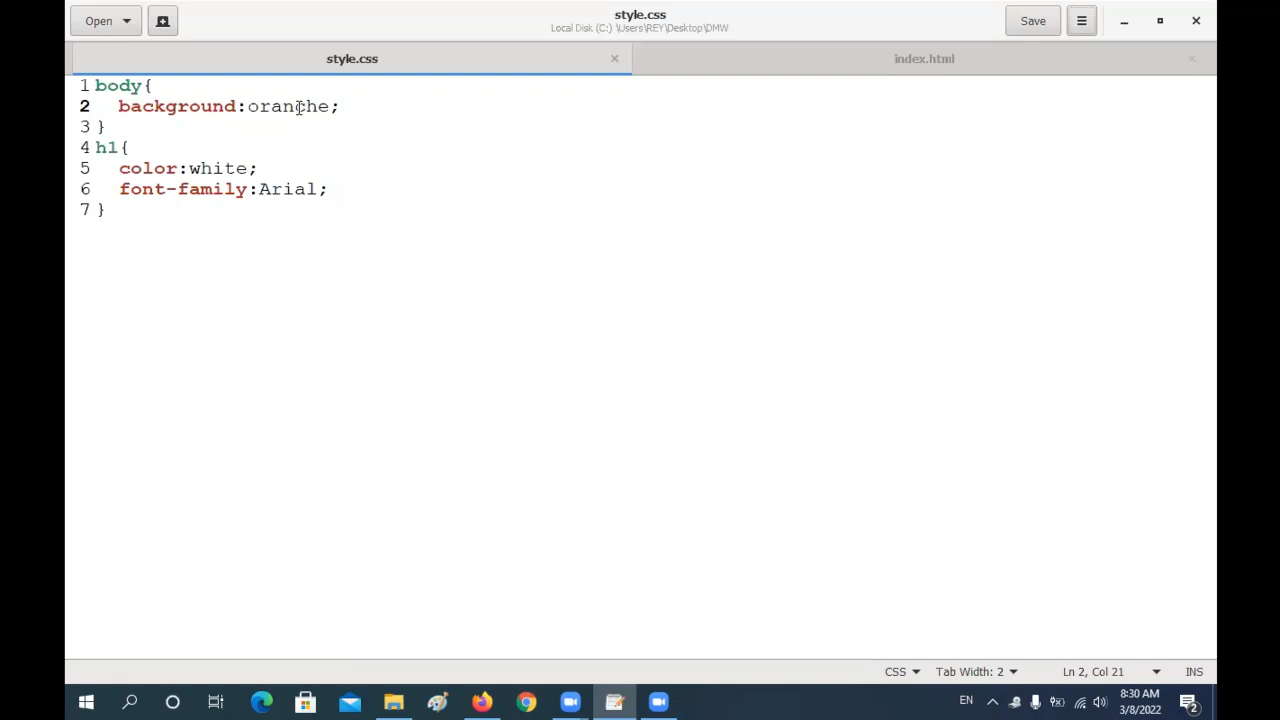 Open
style.css
Local Disk (C:) \Users\REY\Desktop\DMW
Save
style.css
index.html
1 body{
2 background:oranche;
3 }
4 h1{
5 color:white;
6 font-family:Arial;
7 }
CSS
Tab Width: 2
Ln 2, Col 21
INS
EN
8:30 AM
3/8/2022
2